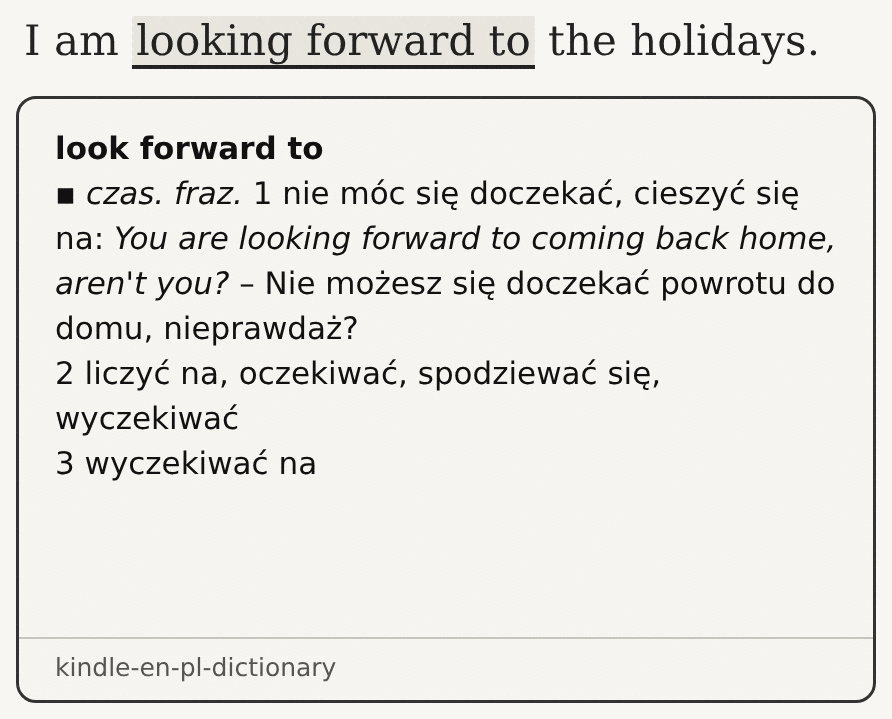 I am looking forward to the holidays.
look forward to
▪ czas. fraz. 1 nie móc się doczekać, cieszyć się
na: You are looking forward to coming back home,
aren't you? – Nie możesz się doczekać powrotu do
domu, nieprawdaż?
2 liczyć na, oczekiwać, spodziewać się,
wyczekiwać
3 wyczekiwać na
kindle-en-pl-dictionary